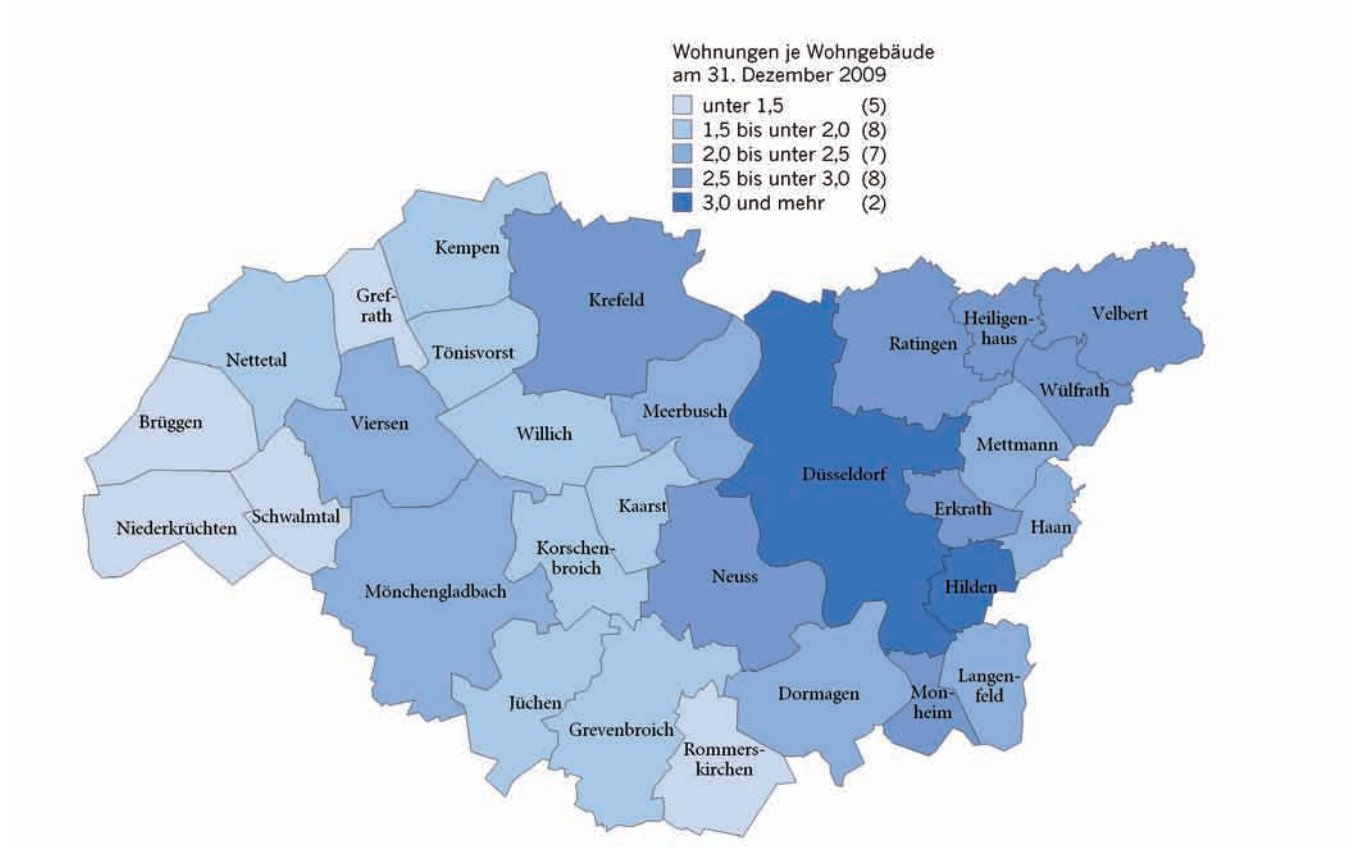 Wohnungen je Wohngebäude
am 31. Dezember 2009
unter 1,5 (5)
1,5 bis unter 2,0 (8)
2,0 bis unter 2,5 (7)
2,5 bis unter 3,0 (8)
3,0 und mehr (2)
Kempen
Gref-
rath
Krefeld
Nettetal
Tönisvorst
Ratingen
Heiligen-
haus
Velbert
Wülfrath
Brüggen
Viersen
Willich
Meerbusch
Mettmann
Düsseldorf
Niederkrüchten
Schwalmtal
Kaarst
Erkrath
Haan
Korschen-
broich
Mönchengladbach
Neuss
Hilden
Jüchen
Grevenbroich
Dormagen
Mon-
heim
Langen-
feld
Rommers-
kirchen